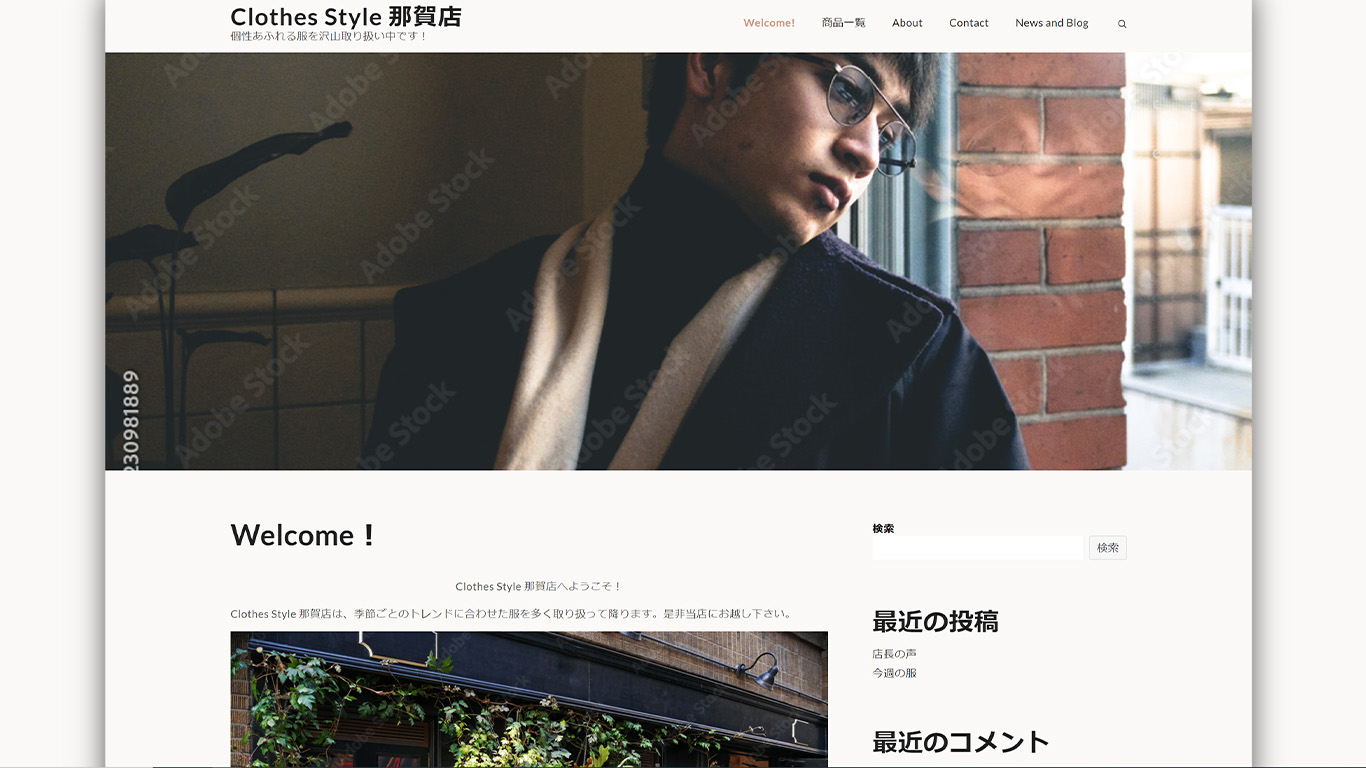 Clothes Style 那賀店
個性あふれる服を沢山取り扱い中です！
Welcome! 商品一覧 About Contact News and Blog
Adobe Stock
230981889
Welcome！
Clothes Style 那賀店へようこそ！
Clothes Style 那賀店は、季節ごとのトレンドに合わせた服を多く取り扱って降ります。是非当店にお越し下さい。
検索
検索
最近の投稿
店長の声
今週の服
最近のコメント